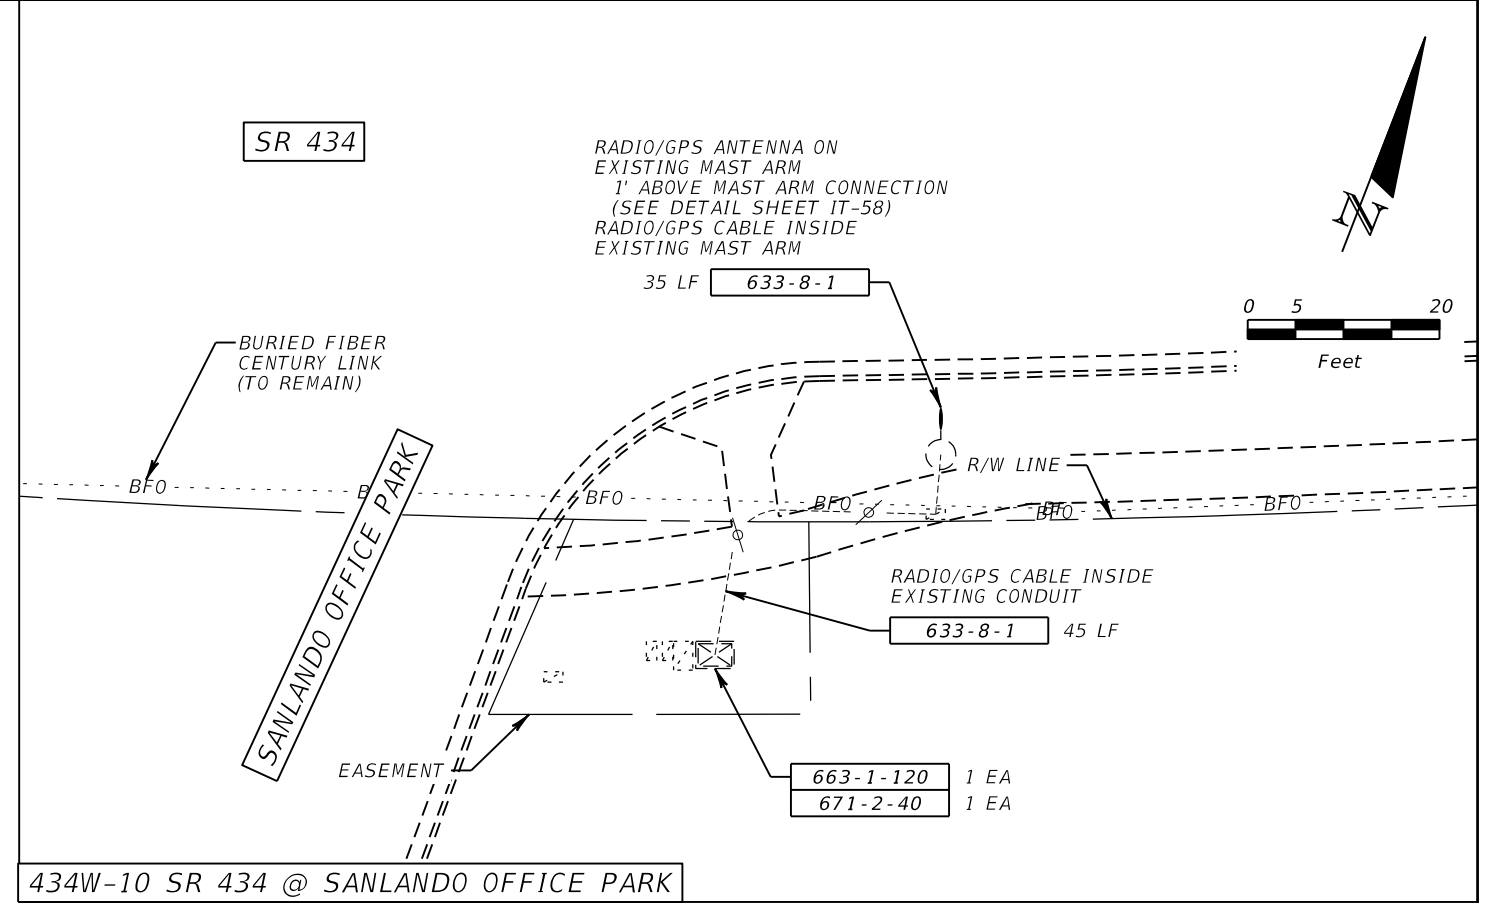 SR 434
RADIO/GPS ANTENNA ON
EXISTING MAST ARM
1' ABOVE MAST ARM CONNECTION
(SEE DETAIL SHEET IT-58)
RADIO/GPS CABLE INSIDE
EXISTING MAST ARM
35 LF 633-8-1
N
0 5 20
Feet
BURIED FIBER
CENTURY LINK
(TO REMAIN)
SANLANDO OFFICE PARK
R/W LINE
BFO
B
BFO
BFO
BF
BFO
BFO
RADIO/GPS CABLE INSIDE
EXISTING CONDUIT
633-8-1 45 LF
EASEMENT
663-1-120 1 EA
671-2-40 1 EA
434W-10 SR 434 @ SANLANDO OFFICE PARK